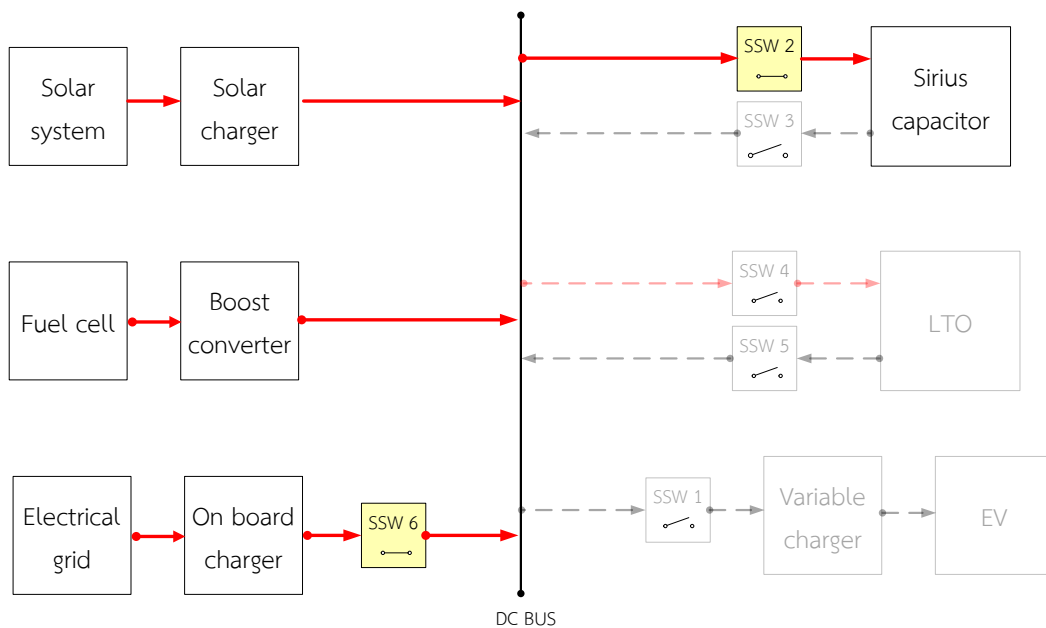 Solar
system
Solar
charger
SSW 2
SSW 3
Sirius
capacitor
Fuel cell
Boost
converter
SSW 4
SSW 5
LTO
Electrical
grid
On board
charger
SSW 6
SSW 1
Variable
charger
EV
DC BUS